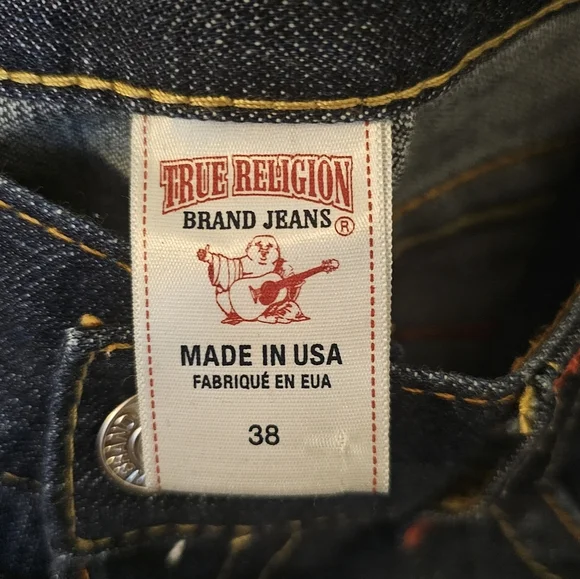 TRUE RELIGION
BRAND JEANS®
MADE IN USA
FABRIQUÉ EN EUA
38